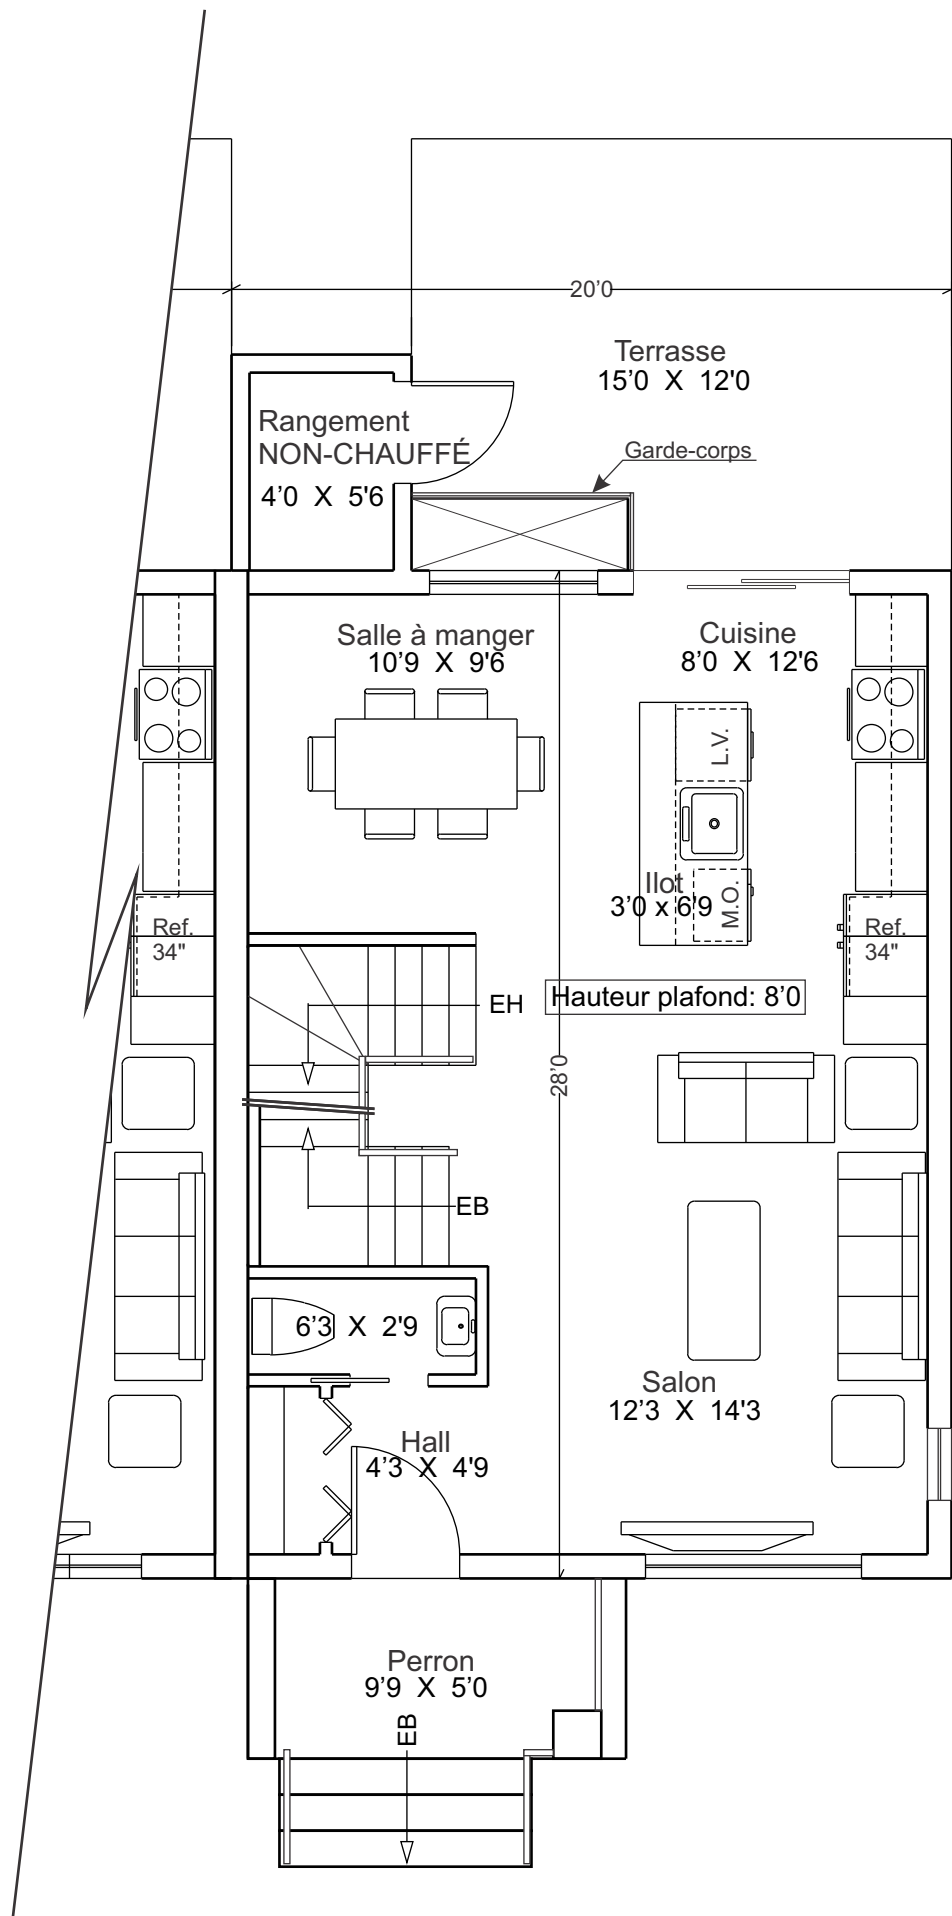 20'0
Terrasse
15'0 X 12'0
Rangement
NON-CHAUFFÉ
4'0 X 5'6
Garde-corps
Salle à manger
10'9 X 9'6
Cuisine
8'0 X 12'6
L.V.
Ilot
3'0 x 6'9
M.O.
Ref.
34"
Ref.
34"
EH
Hauteur plafond: 8'0
28'0
EB
6'3 X 2'9
Salon
12'3 X 14'3
Hall
4'3 X 4'9
Perron
9'9 X 5'0
EB